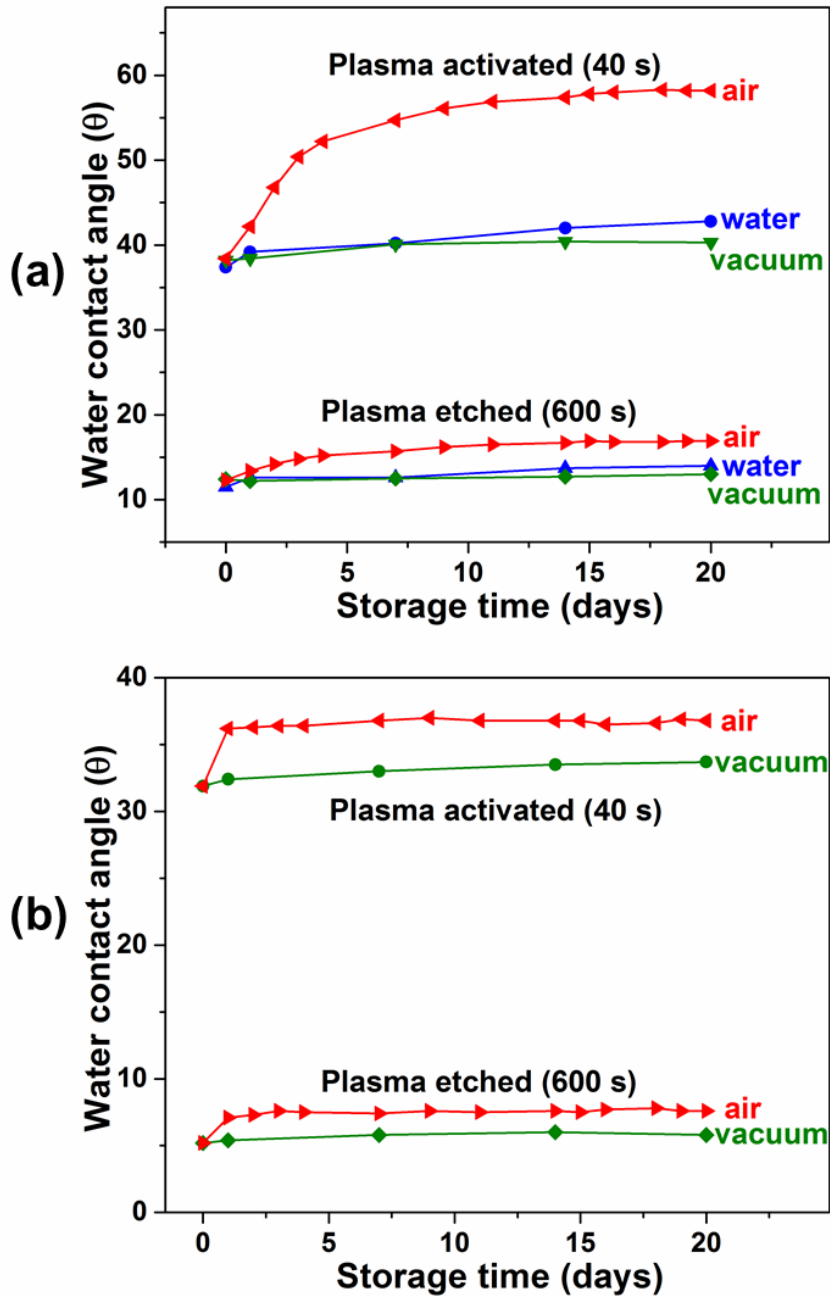 (a)
Water contact angle (θ)
60
50
40
30
20
10
Plasma activated (40 s)
air
water
vacuum
Plasma etched (600 s)
air
water
vacuum
0 5 10 15 20
Storage time (days)
(b)
Water contact angle (θ)
40
30
20
10
0
air
vacuum
Plasma activated (40 s)
Plasma etched (600 s)
air
vacuum
0 5 10 15 20
Storage time (days)